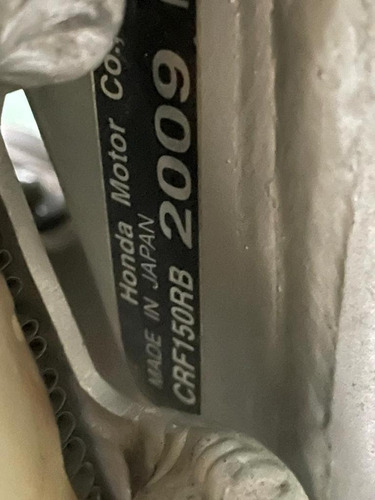 Honda Motor Co.,
MADE IN JAPAN
CRF150RB 2009